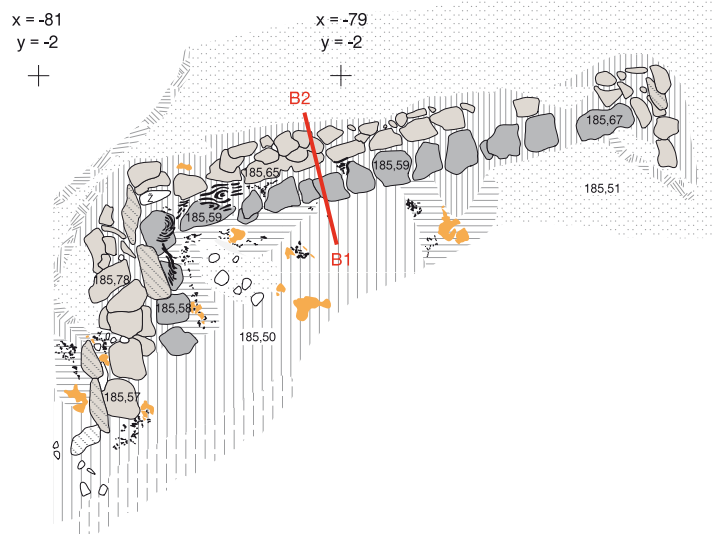 x = -81
y = -2
x = -79
y = -2
B2
185,67
185,65
185,59
185,51
2
185,59
B1
185,78
185,58
185,50
185,57